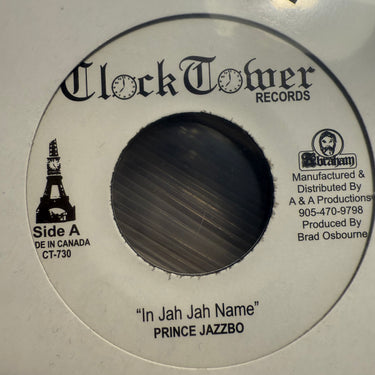 ClockTower
RECORDS
Abraham
Manufactured &
Distributed By
A & A Productions
905-470-9798
Produced By
Brad Osbourne
Side A
DE IN CANADA
CT-730
"In Jah Jah Name"
PRINCE JAZZBO